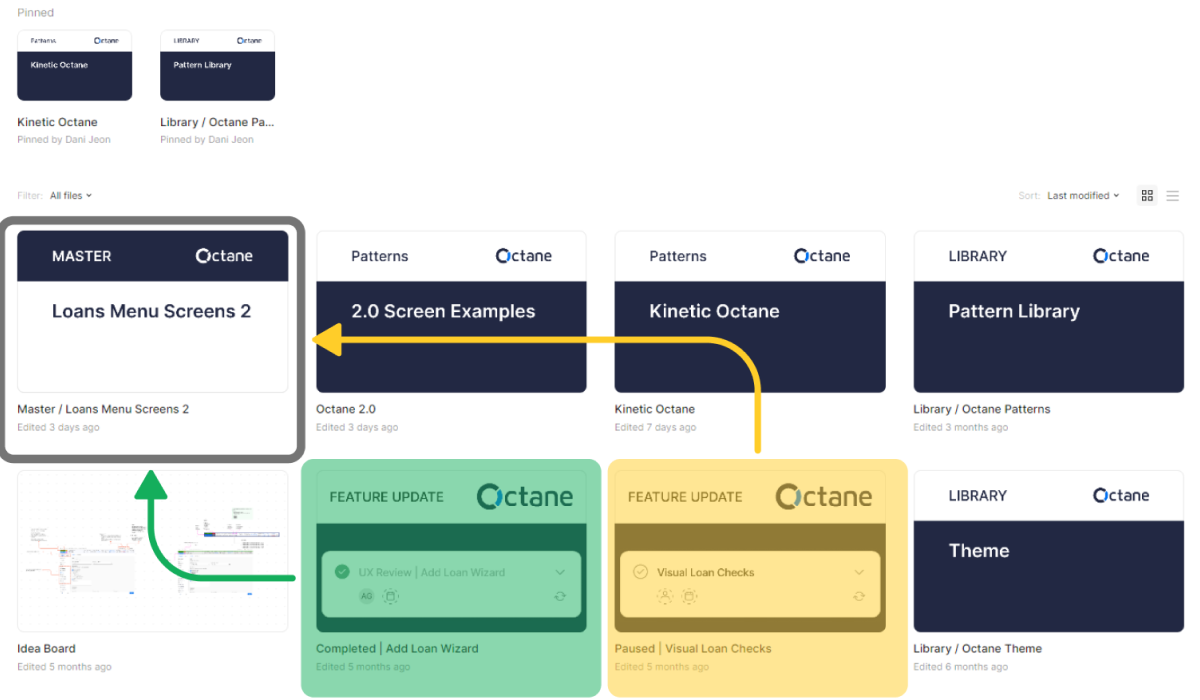 Pinned
Patterns Octane
LIBRARY Octane
Kinetic Octane
Pattern Library
Kinetic Octane
Library / Octane Pa...
Pinned by Dani Jeon
Pinned by Dani Jeon
Filter: All files
Sort: Last modified
MASTER Octane
Loans Menu Screens 2
Master / Loans Menu Screens 2
Edited 3 days ago
Patterns Octane
2.0 Screen Examples
Octane 2.0
Edited 3 days ago
Patterns Octane
Kinetic Octane
Kinetic Octane
Edited 7 days ago
LIBRARY Octane
Pattern Library
Library / Octane Patterns
Edited 3 months ago
Idea Board
Edited 5 months ago
FEATURE UPDATE Octane
UX Review | Add Loan Wizard
AG
Completed | Add Loan Wizard
Edited 5 months ago
FEATURE UPDATE Octane
Visual Loan Checks
Paused | Visual Loan Checks
Edited 5 months ago
LIBRARY Octane
Theme
Library / Octane Theme
Edited 6 months ago